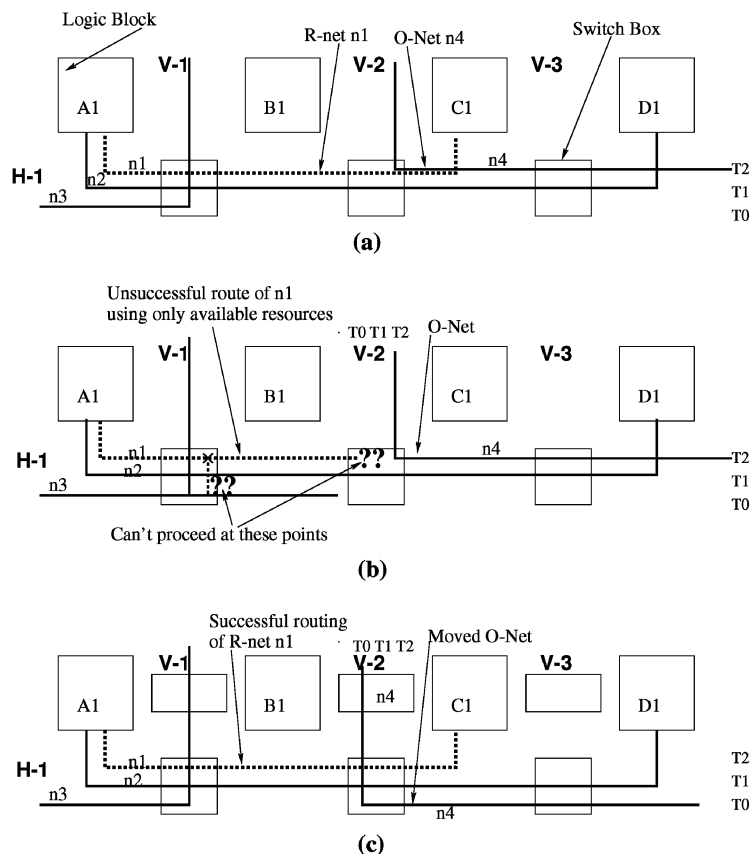 Logic Block
R-net n1
O-Net n4
Switch Box
V-1
V-2
V-3
A1
B1
C1
D1
n1
n4
H-1
n2
n3
T2
T1
T0
(a)
Unsuccessful route of n1
using only available resources
T0 T1 T2
O-Net
V-1
V-2
V-3
A1
B1
C1
D1
n1
??
n4
H-1
n2
n3
??
T2
T1
T0
Can't proceed at these points
(b)
Successful routing
of R-net n1
T0 T1 T2
Moved O-Net
V-1
V-2
V-3
A1
B1
n4
C1
D1
n1
H-1
n2
n3
n4
T2
T1
T0
(c)